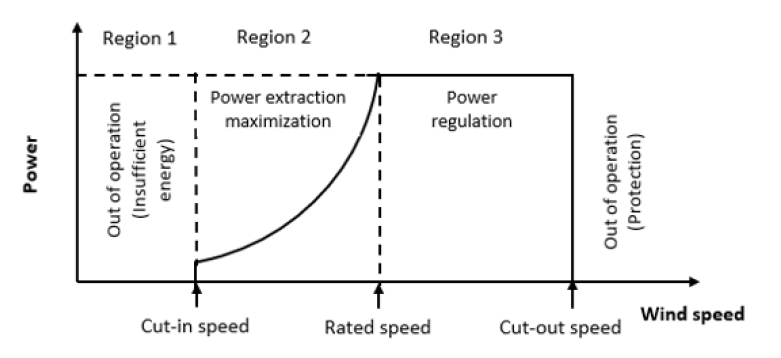 Region 1
Region 2
Region 3
Power extraction
maximization
Power
regulation
Out of operation
(Insufficient
energy)
Out of operation
(Protection)
Power
Wind speed
Cut-in speed
Rated speed
Cut-out speed